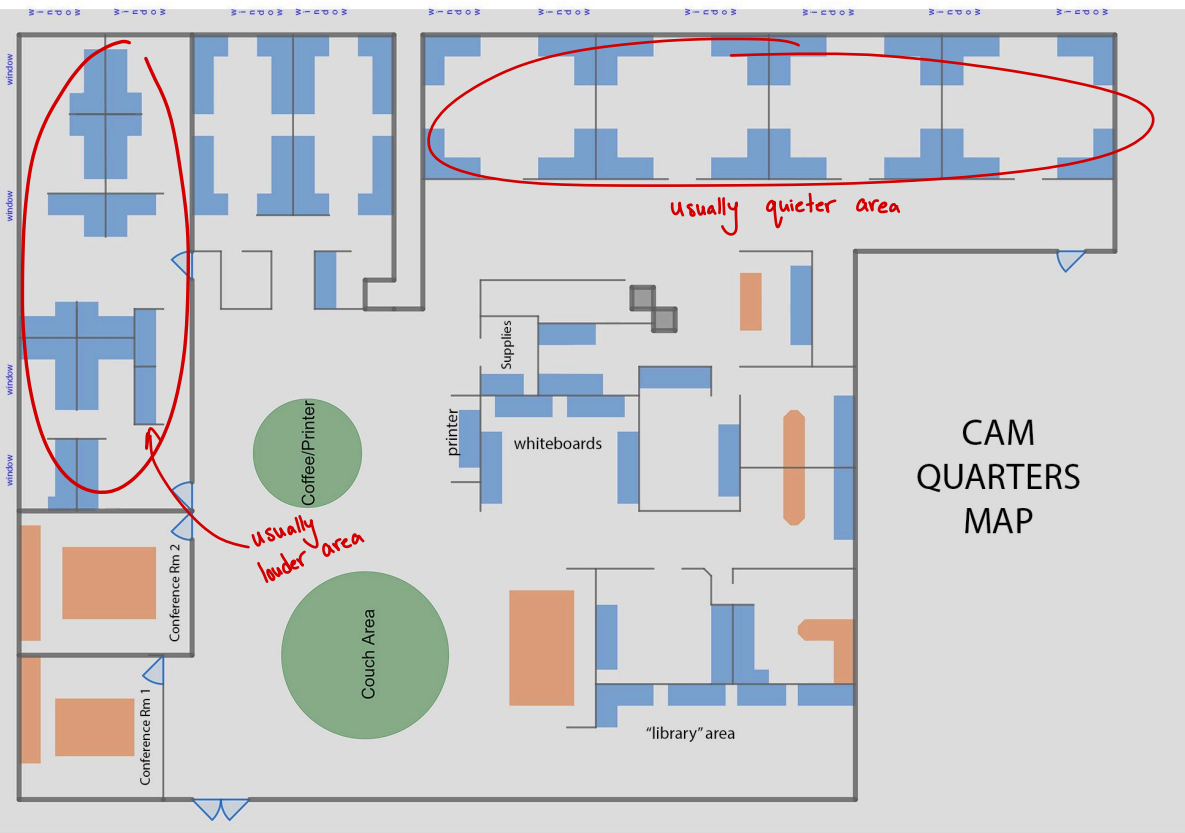 window
window
window
window
window
window
window
window
window
window
window
window
window
window
usually quieter area
Supplies
printer
whiteboards
Coffee/Printer
CAM
QUARTERS
MAP
usually
louder area
Conference Rm 2
Couch Area
Conference Rm 1
“library” area